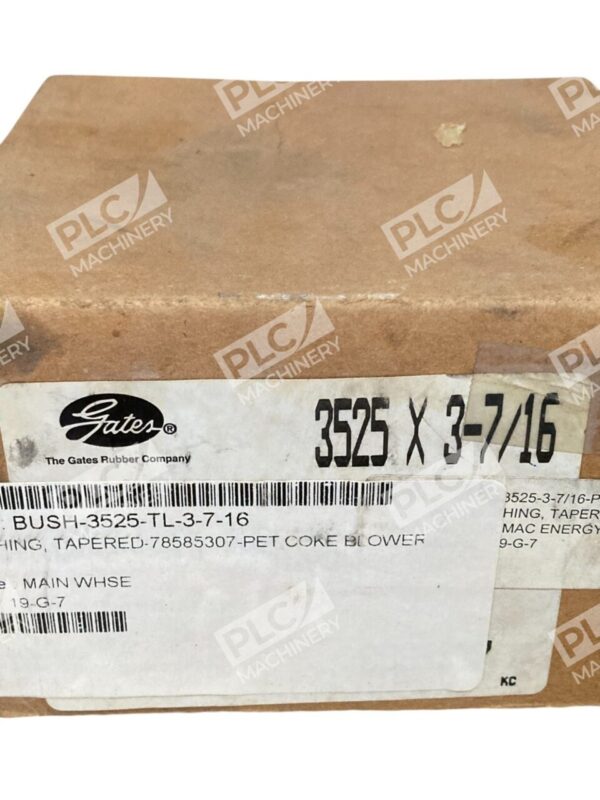 Gates®
The Gates Rubber Company
3525 X 3-7/16
: BUSH-3525-TL-3-7-16
HING, TAPERED-78585307-PET COKE BLOWER
e : MAIN WHSE
19-G-7
3525-3-7/16-P
HING, TAPER
MAC ENERGY
9-G-7
KC
PLC MACHINERY
PLC MACHINERY
PLC MACHINERY
PLC MACHINERY
PLC MACHINERY
PLC MACHINERY
PLC MACHINERY